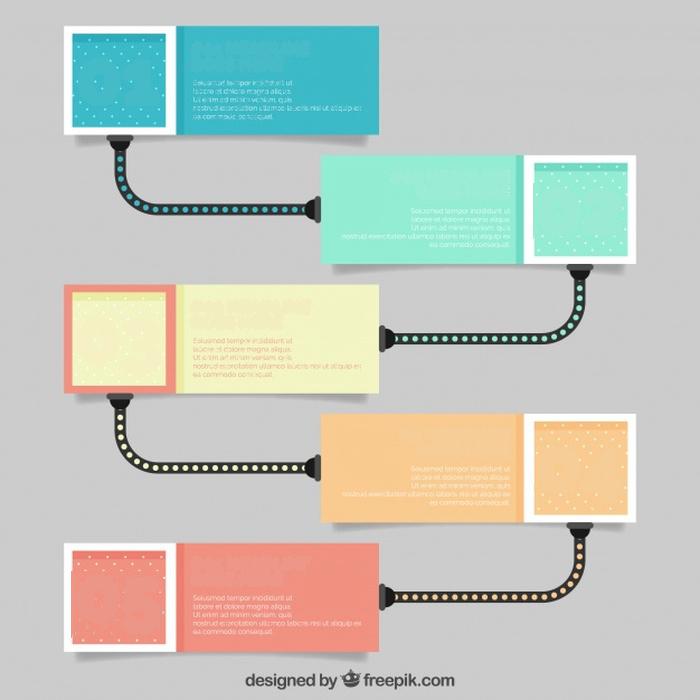 Seiusmod tempor incididunt ut
labore et dolore magna aliqua.
Ut enim ad minim veniam, quis
nostrud exercitation ullamco laboris nisi ut aliquip ex
ea commodo consequat.
Seiusmod tempor incididunt ut
labore et dolore magna aliqua.
Ut enim ad minim veniam, quis
nostrud exercitation ullamco laboris nisi ut aliquip ex
ea commodo consequat.
Seiusmod tempor incididunt ut
labore et dolore magna aliqua.
Ut enim ad minim veniam, quis
nostrud exercitation ullamco laboris nisi ut aliquip ex
ea commodo consequat.
Seiusmod tempor incididunt ut
labore et dolore magna aliqua.
Ut enim ad minim veniam, quis
nostrud exercitation ullamco laboris nisi ut aliquip ex
ea commodo consequat.
Seiusmod tempor incididunt ut
labore et dolore magna aliqua.
Ut enim ad minim veniam, quis
nostrud exercitation ullamco laboris nisi ut aliquip ex
ea commodo consequat.
designed by freepik.com